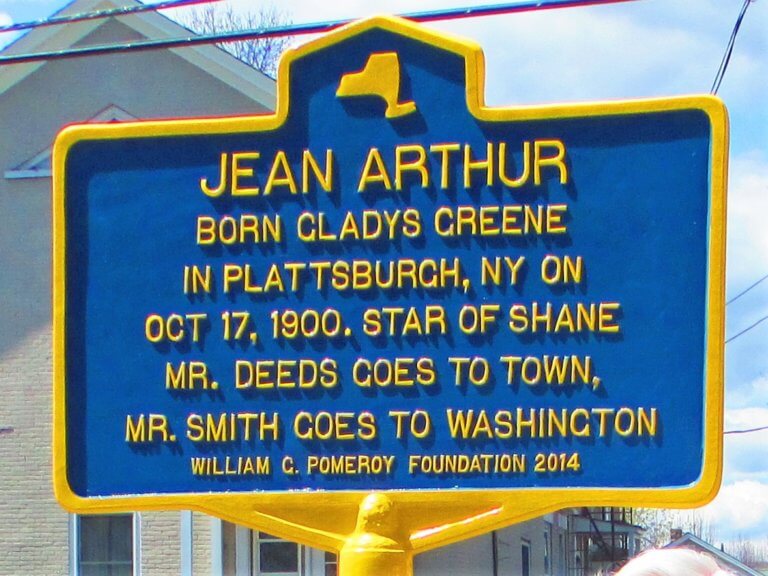 JEAN ARTHUR
BORN GLADYS GREENE
IN PLATTSBURGH, NY ON
OCT 17, 1900. STAR OF SHANE
MR. DEEDS GOES TO TOWN,
MR. SMITH GOES TO WASHINGTON
WILLIAM G. POMEROY FOUNDATION 2014